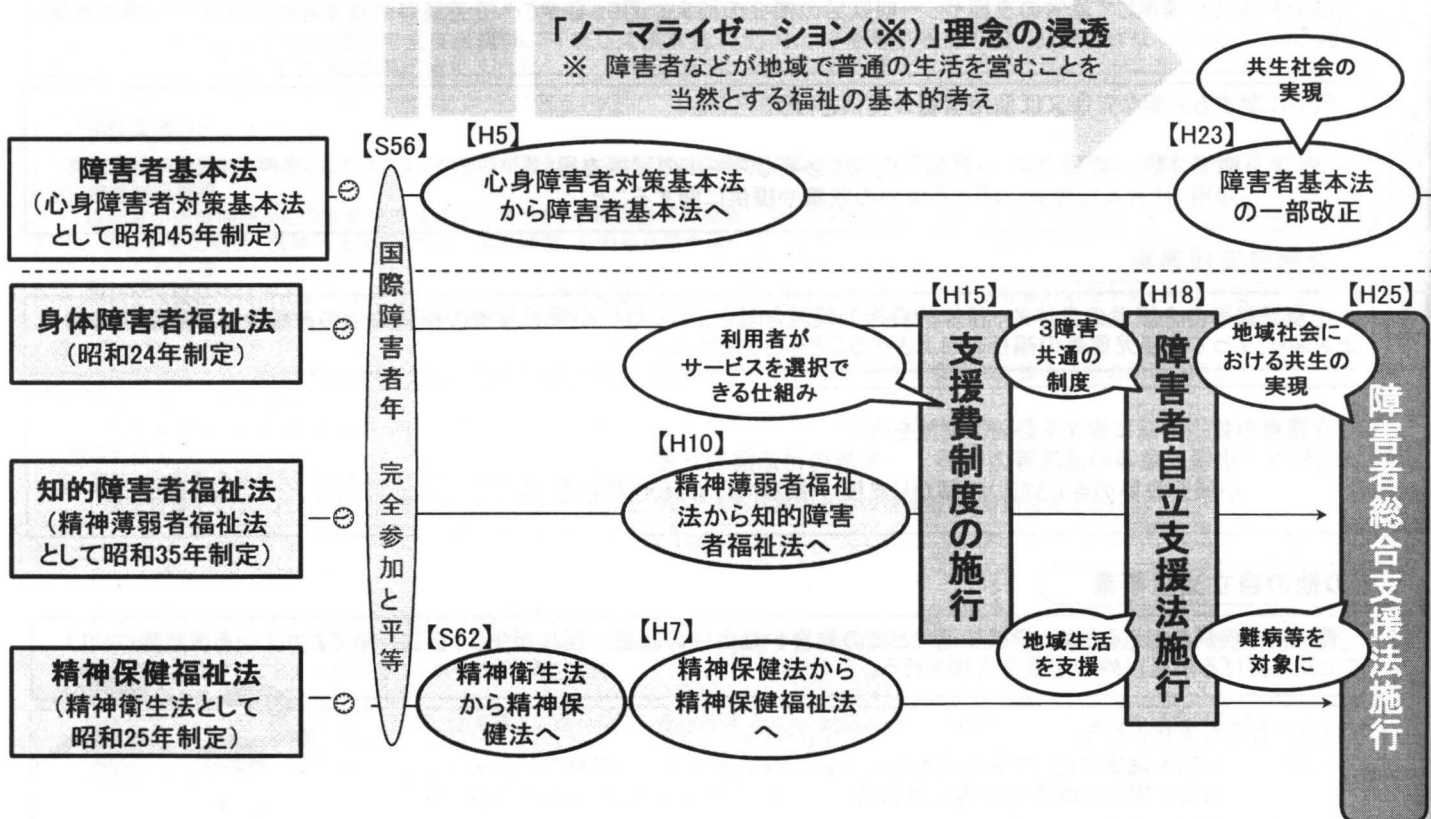 「ノーマライゼーション(※)」理念の浸透
※ 障害者などが地域で普通の生活を営むことを
当然とする福祉の基本的考え
共生社会の
実現
【S56】
【H5】
【H23】
障害者基本法
(心身障害者対策基本法
として昭和45年制定)
心身障害者対策基本法
から障害者基本法へ
障害者基本法
の一部改正
国際障害者年 完全参加と平等
身体障害者福祉法
(昭和24年制定)
【H15】
【H18】
【H25】
利用者が
サービスを選択で
きる仕組み
支援費制度の施行
3障害
共通の
制度
障害者自立支援法施行
地域社会に
おける共生の
実現
障害者総合支援法施行
知的障害者福祉法
(精神薄弱者福祉法
として昭和35年制定)
【H10】
精神薄弱者福祉
法から知的障害
者福祉法へ
精神保健福祉法
(精神衛生法として
昭和25年制定)
【S62】
精神衛生法
から精神保
健法へ
【H7】
精神保健法から
精神保健福祉法
へ
地域生活
を支援
難病等を
対象に